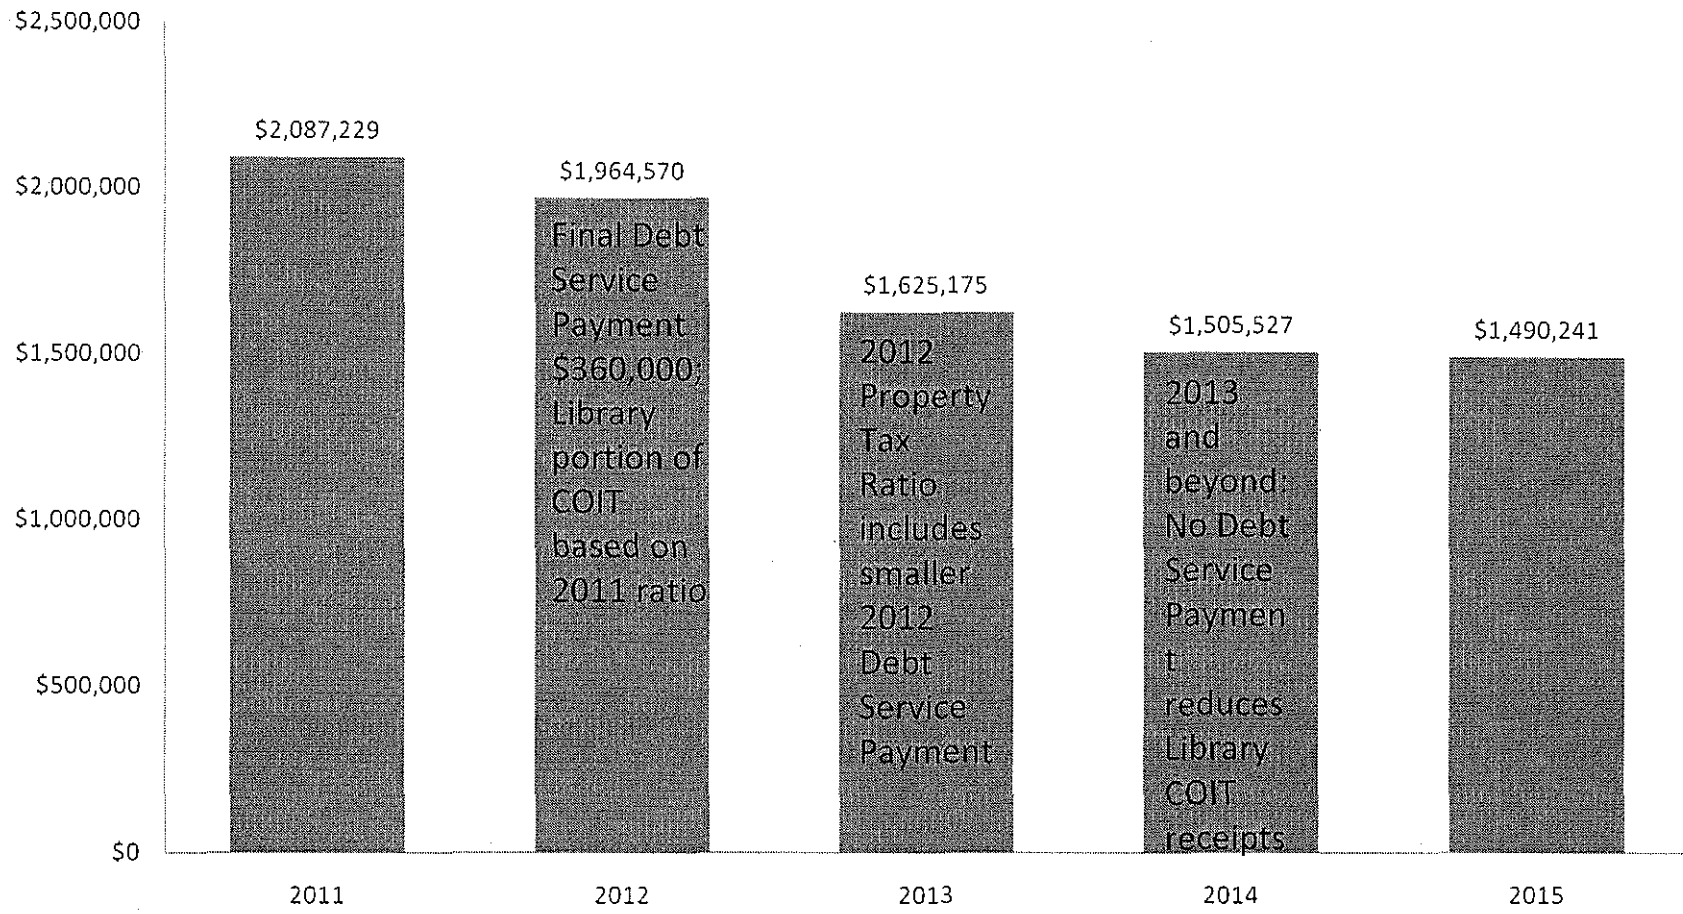 $2,500,000
$2,000,000
$1,500,000
$1,000,000
$500,000
$0
$2,087,229
$1,964,570
Final Debt
Service
Payment
$360,000;
Library
portion of
COIT
based on
2011 ratio
$1,625,175
2012
Property
Tax
Ratio
includes
smaller
2012
Debt
Service
Payment
$1,505,527
2013
and
beyond:
No Debt
Service
Paymen
t
reduces
Library
COIT
receipts
$1,490,241
2011
2012
2013
2014
2015